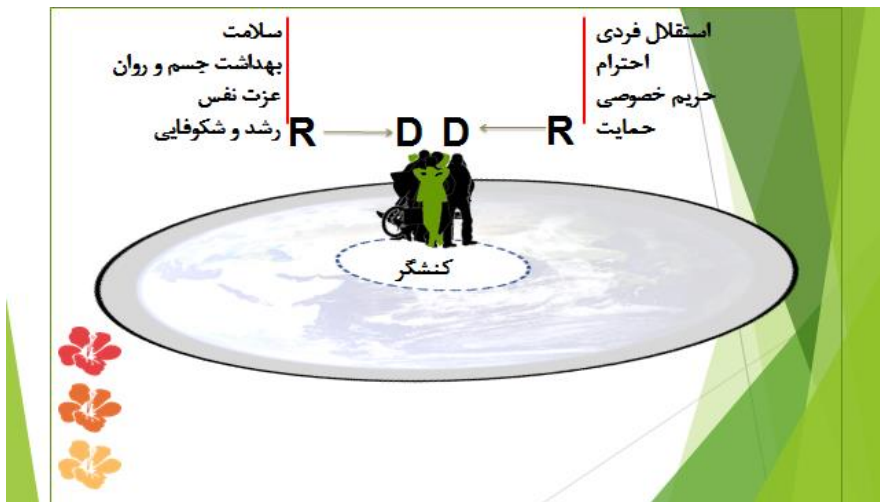 استقلال فردی
احترام
حریم خصوصی
حمایت
سلامت
بهداشت جسم و روان
عزت نفس
رشد و شکوفایی
R D D R
کنشگر